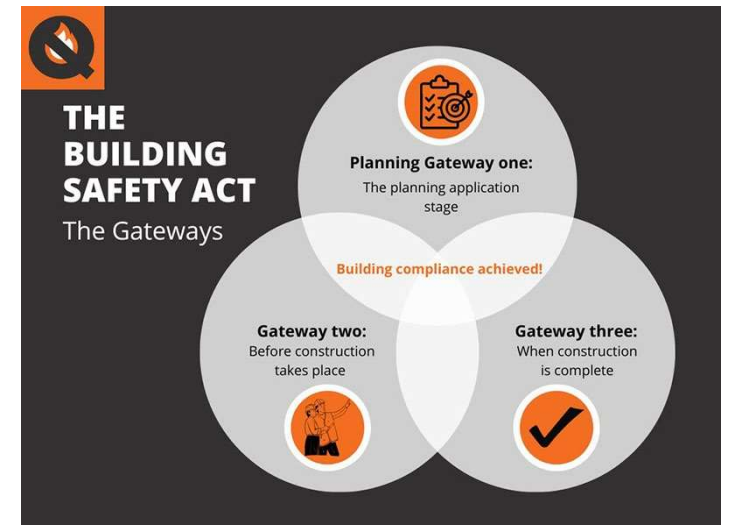 THE
BUILDING
SAFETY ACT
The Gateways
Planning Gateway one:
The planning application
stage
Building compliance achieved!
Gateway two:
Before construction
takes place
Gateway three:
When construction
is complete